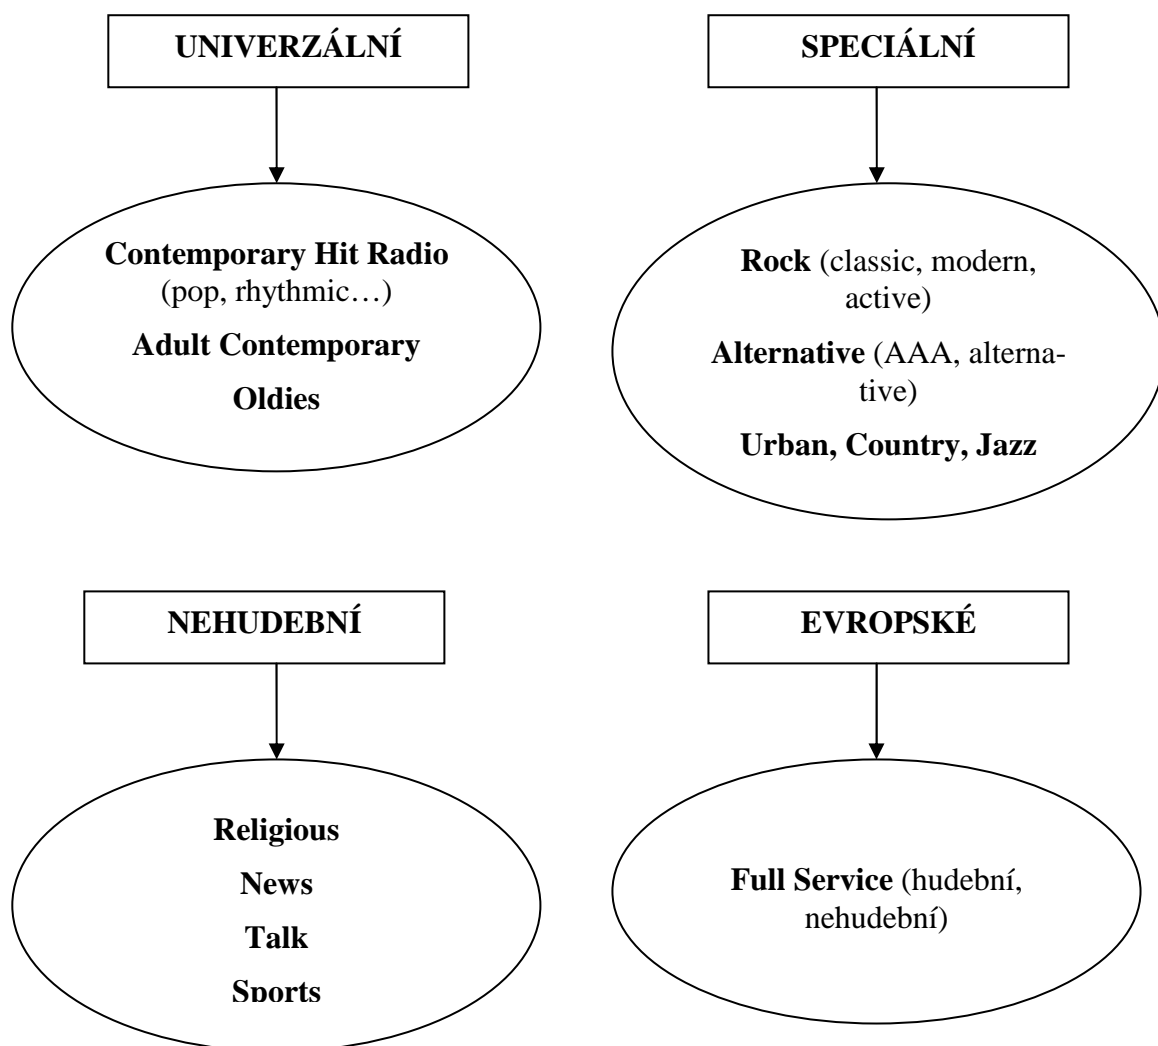 UNIVERZÁLNÍ
Contemporary Hit Radio
(pop, rhythmic…)
Adult Contemporary
Oldies
SPECIÁLNÍ
Rock (classic, modern,
active)
Alternative (AAA, alterna-
tive)
Urban, Country, Jazz
NEHUDEBNÍ
Religious
News
Talk
Sports
EVROPSKÉ
Full Service (hudební,
nehudební)